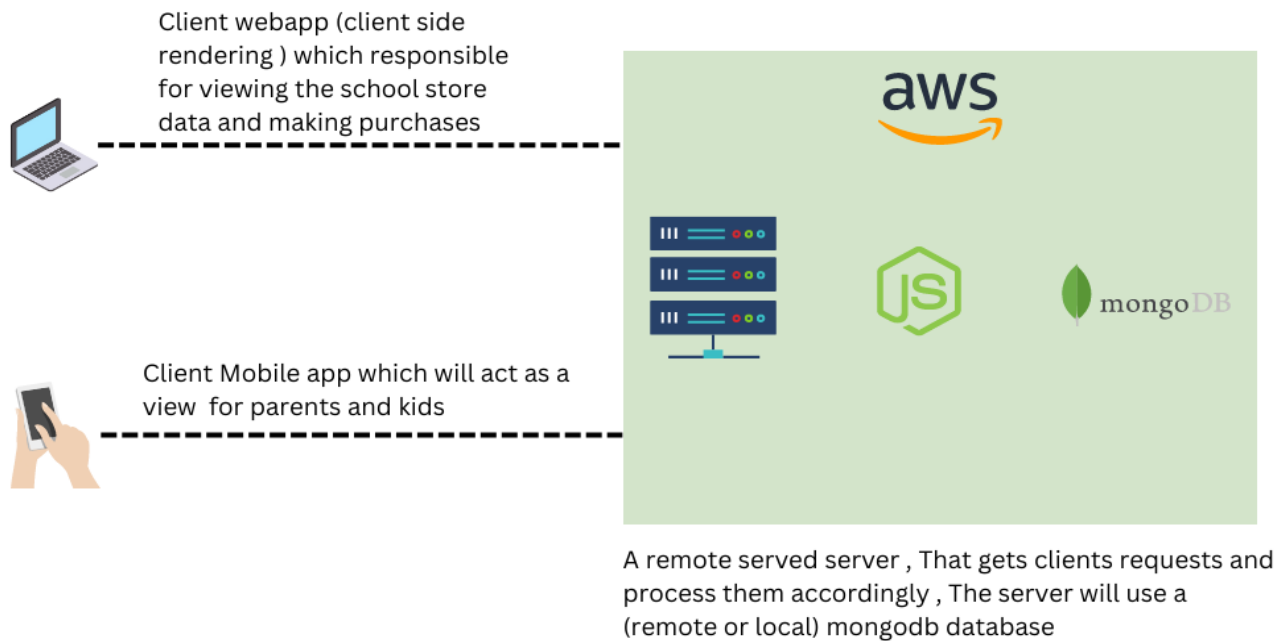 Client webapp (client side
rendering ) which responsible
for viewing the school store
data and making purchases
aws
JS
mongoDB
Client Mobile app which will act as a
view for parents and kids
A remote served server , That gets clients requests and
process them accordingly , The server will use a
(remote or local) mongodb database